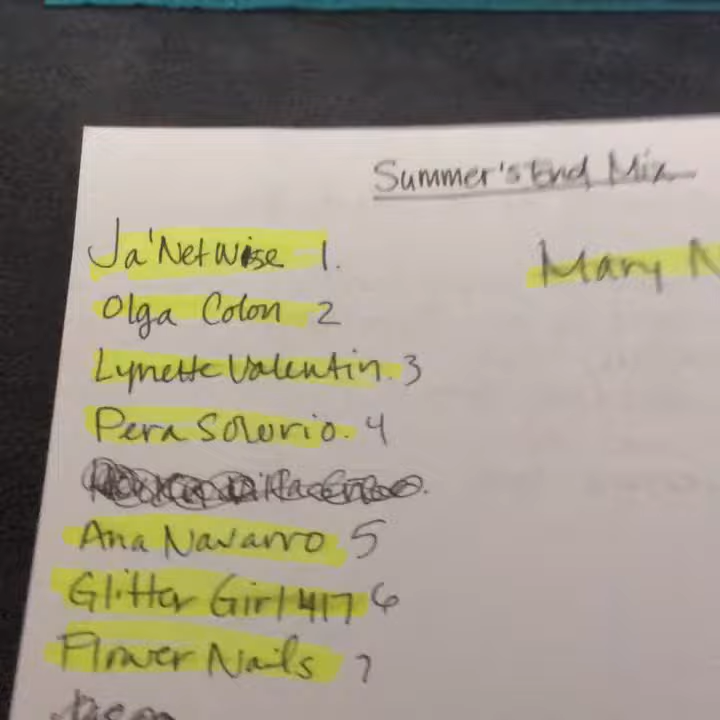 Summer's End Mix
Ja'Net Wise 1.
Mary N
Olga Colon 2
Lynette Valentin. 3
Pera Solorio. 4
Ana Navarro 5
Glitter Girl 417 6
Flower Nails 7